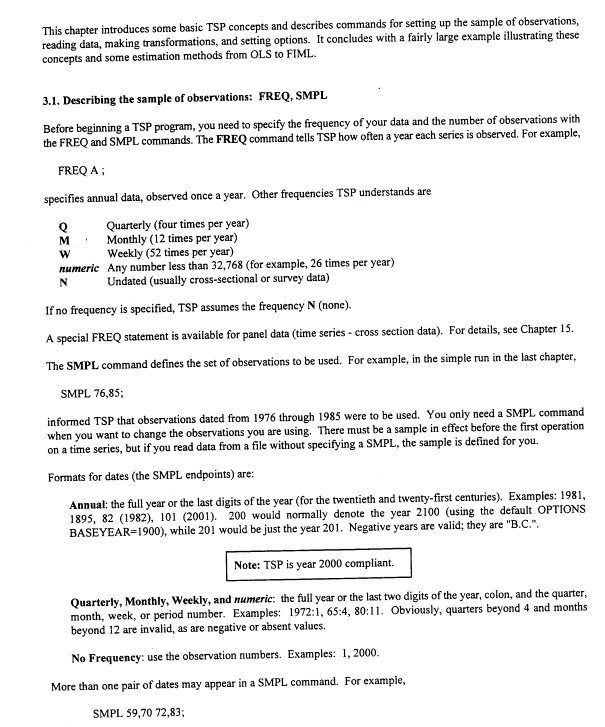 This chapter introduces some basic TSP concepts and describes commands for setting up the sample of observations,
reading data, making transformations, and setting options. It concludes with a fairly large example illustrating these
concepts and some estimation methods from OLS to FIML.
3.1. Describing the sample of observations: FREQ, SMPL
Before beginning a TSP program, you need to specify the frequency of your data and the number of observations with
the FREQ and SMPL commands. The FREQ command tells TSP how often a year each series is observed. For example,
FREQ A ;
specifies annual data, observed once a year. Other frequencies TSP understands are
Q Quarterly (four times per year)
M Monthly (12 times per year)
W Weekly (52 times per year)
numeric Any number less than 32,768 (for example, 26 times per year)
N Undated (usually cross-sectional or survey data)
If no frequency is specified, TSP assumes the frequency N (none).
A special FREQ statement is available for panel data (time series - cross section data). For details, see Chapter 15.
The SMPL command defines the set of observations to be used. For example, in the simple run in the last chapter,
SMPL 76,85;
informed TSP that observations dated from 1976 through 1985 were to be used. You only need a SMPL command
when you want to change the observations you are using. There must be a sample in effect before the first operation
on a time series, but if you read data from a file without specifying a SMPL, the sample is defined for you.
Formats for dates (the SMPL endpoints) are:
Annual: the full year or the last digits of the year (for the twentieth and twenty-first centuries). Examples: 1981,
1895, 82 (1982), 101 (2001). 200 would normally denote the year 2100 (using the default OPTIONS
BASEYEAR=1900), while 201 would be just the year 201. Negative years are valid; they are "B.C.".
Note: TSP is year 2000 compliant.
Quarterly, Monthly, Weekly, and numeric: the full year or the last two digits of the year, colon, and the quarter,
month, week, or period number. Examples: 1972:1, 65:4, 80:11. Obviously, quarters beyond 4 and months
beyond 12 are invalid, as are negative or absent values.
No Frequency: use the observation numbers. Examples: 1, 2000.
More than one pair of dates may appear in a SMPL command. For example,
SMPL 59,70 72,83;